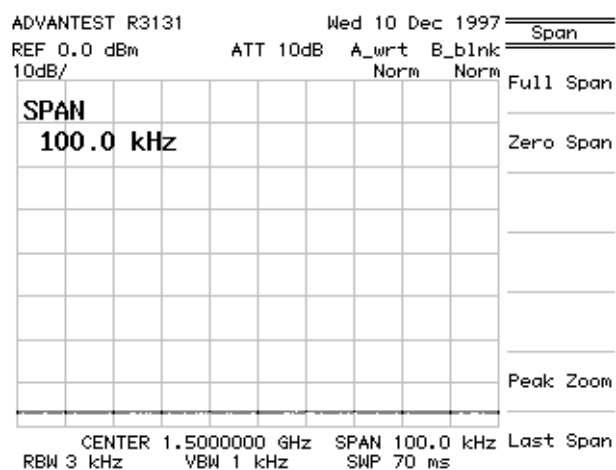 ADVANTEST R3131 Wed 10 Dec 1997
REF 0.0 dBm ATT 10dB A_wrt B_blnk
10dB/ Norm Norm
SPAN
100.0 kHz
CENTER 1.5000000 GHz SPAN 100.0 kHz
RBW 3 kHz VBW 1 kHz SWP 70 ms
Span
Full Span
Zero Span
Peak Zoom
Last Span